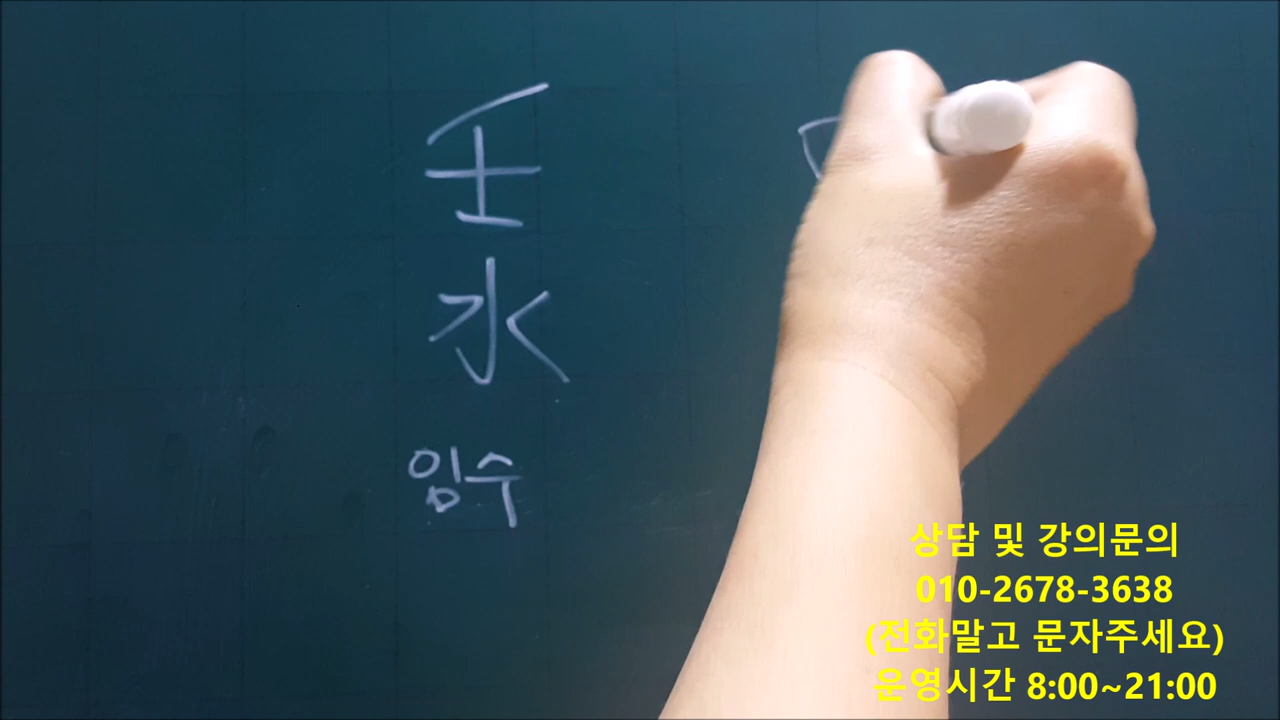 壬
水
임수
상담 및 강의문의
010-2678-3638
(전화말고 문자주세요)
운영시간 8:00~21:00